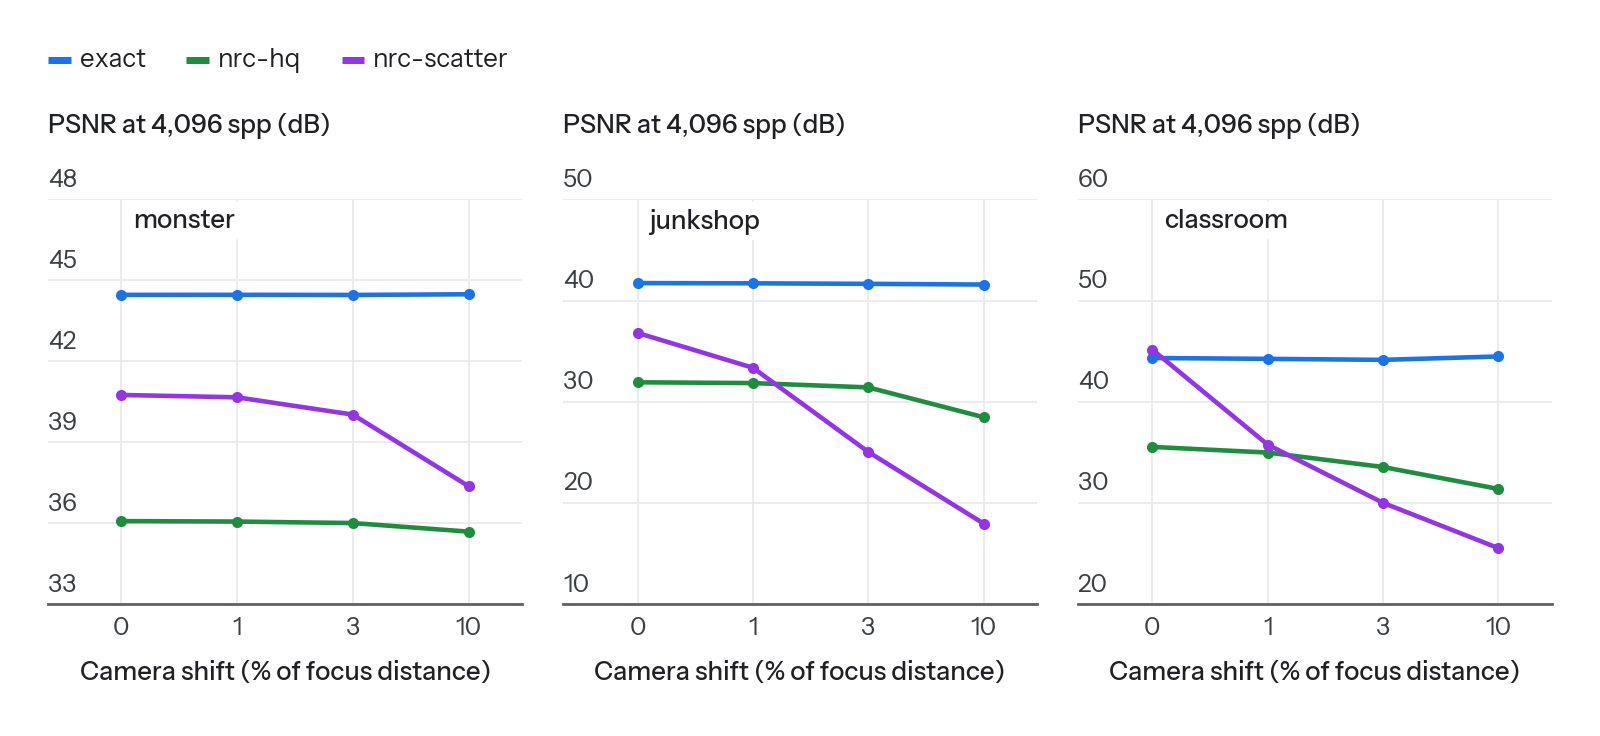 exact nrc-hq nrc-scatter
PSNR at 4,096 spp (dB)
48
monster
45
42
39
36
33
0 1 3 10
Camera shift (% of focus distance)
PSNR at 4,096 spp (dB)
50
junkshop
40
30
20
10
0 1 3 10
Camera shift (% of focus distance)
PSNR at 4,096 spp (dB)
60
classroom
50
40
30
20
0 1 3 10
Camera shift (% of focus distance)